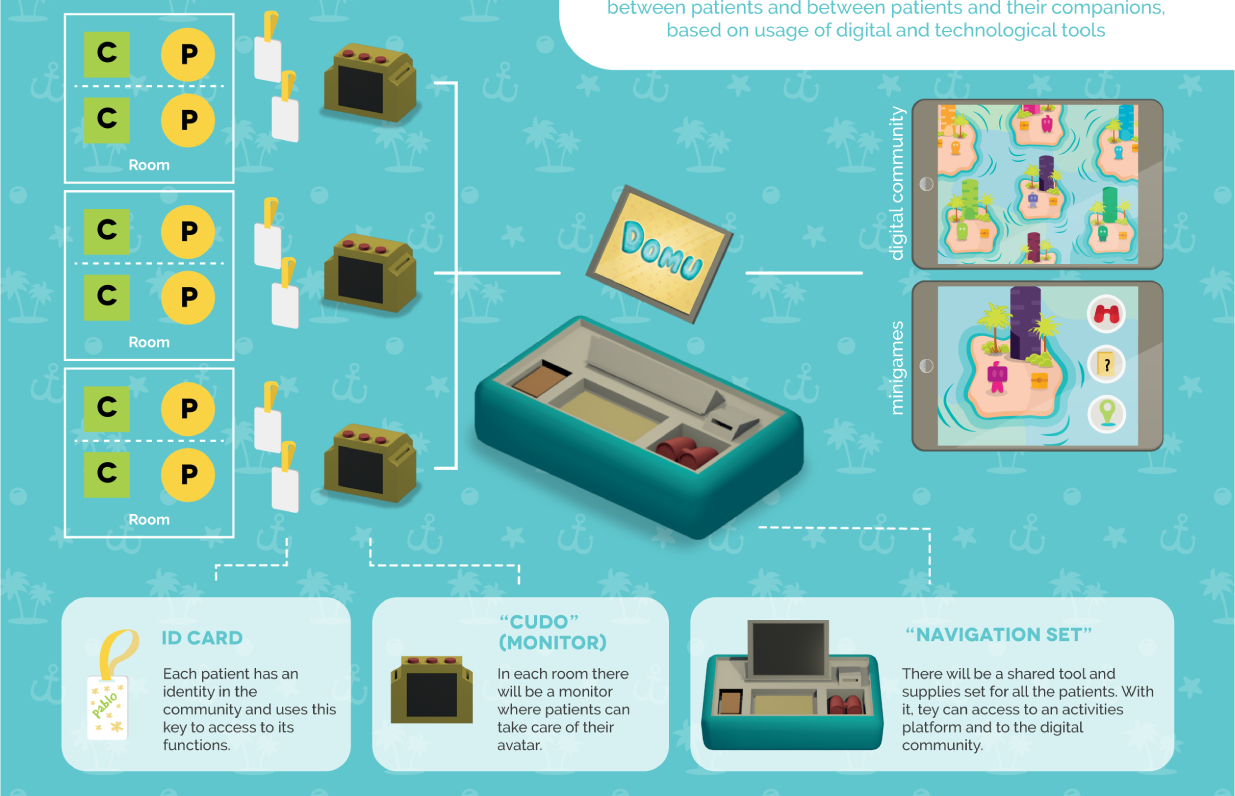 between patients and between patients and their companions,
based on usage of digital and technological tools
C P
C P
Room
C P
C P
Room
C P
C P
Room
DOMU
digital community
minigames
?
ID CARD
Each patient has an
identity in the
community and uses this
key to access to its
functions.
pablo
“CUDO”
(MONITOR)
In each room there
will be a monitor
where patients can
take care of their
avatar.
“NAVIGATION SET”
There will be a shared tool and
supplies set for all the patients. With
it, tey can access to an activities
platform and to the digital
community.